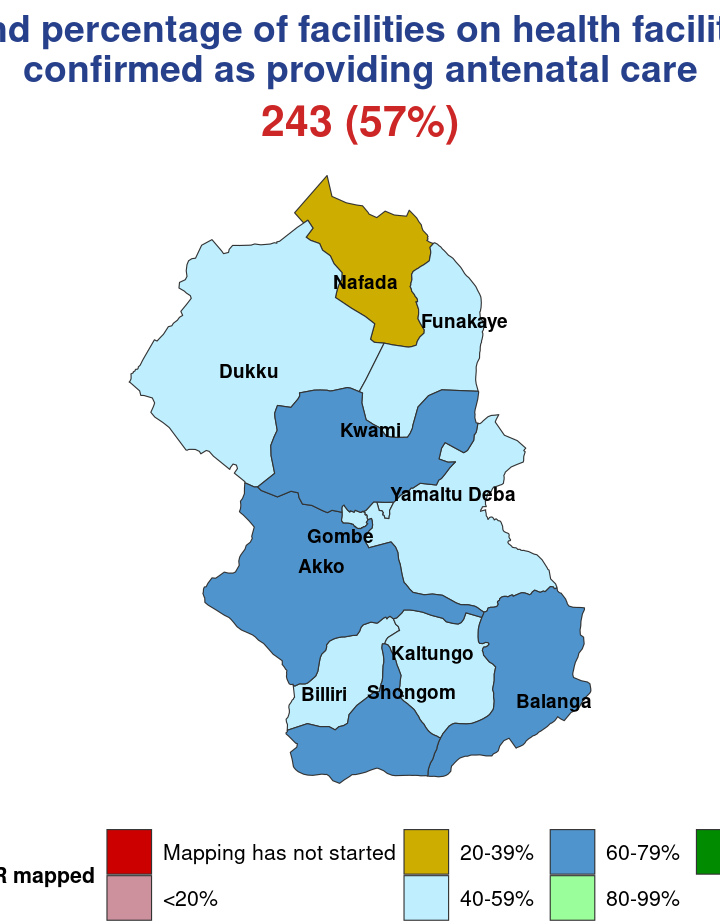 nd percentage of facilities on health facilit
confirmed as providing antenatal care
243 (57%)
Nafada
Funakaye
Dukku
Kwami
Yamaltu Deba
Gombe
Akko
Kaltungo
Billiri
Shongom
Balanga
R mapped
Mapping has not started
20-39%
60-79%
<20%
40-59%
80-99%